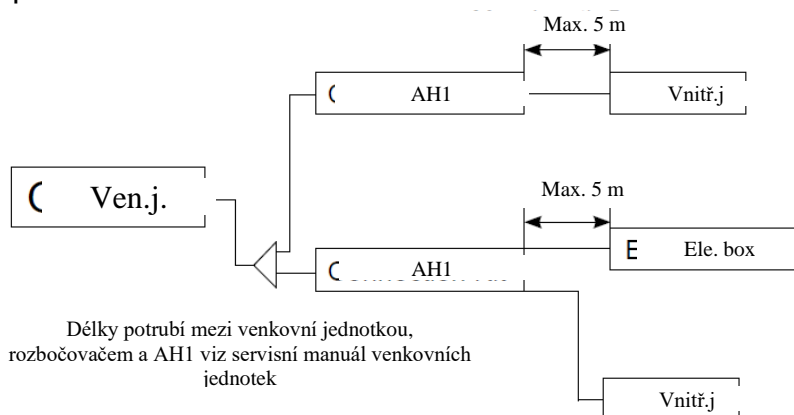 Max. 5 m
AH1
Vnitř.j
Ven.j.
Max. 5 m
AH1
Ele. box
Délky potrubí mezi venkovní jednotkou,
rozbočovačem a AH1 viz servisní manuál venkovních
jednotek
Vnitř.j